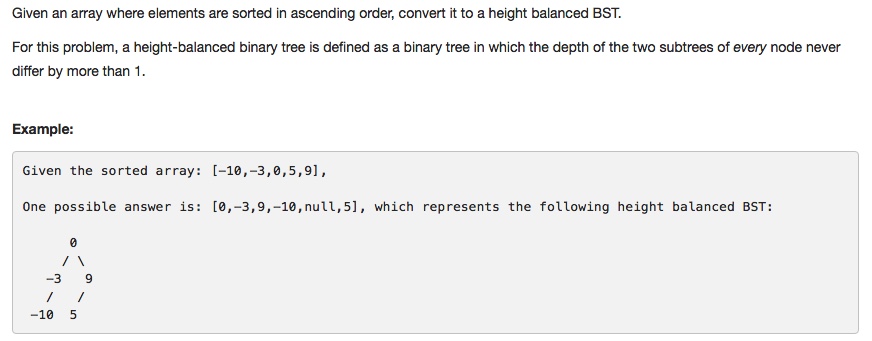 Given an array where elements are sorted in ascending order, convert it to a height balanced BST.
For this problem, a height-balanced binary tree is defined as a binary tree in which the depth of the two subtrees of every node never
differ by more than 1.
Example:
Given the sorted array: [-10,-3,0,5,9],
One possible answer is: [0,-3,9,-10,null,5], which represents the following height balanced BST:
0
/ \
-3 9
/ /
-10 5